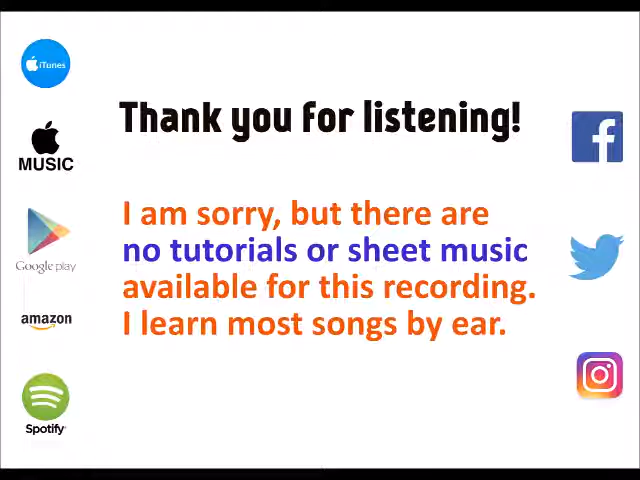 iTunes
Thank you for listening!
MUSIC
I am sorry, but there are
no tutorials or sheet music
Google play
available for this recording.
amazon
I learn most songs by ear.
Spotify